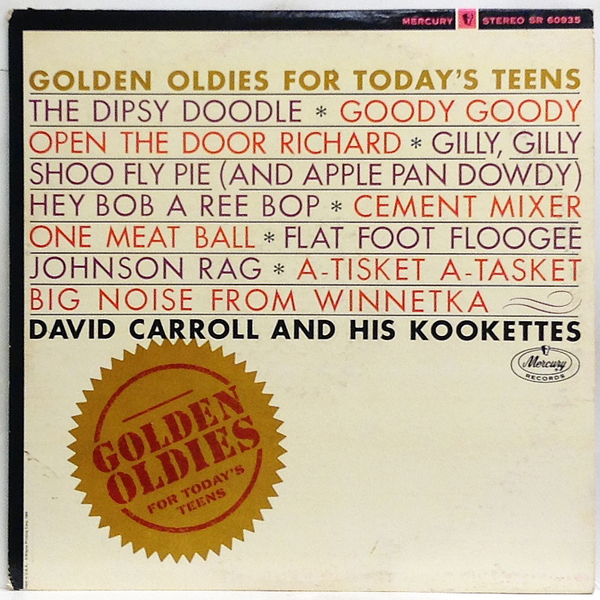 MERCURY STEREO SR 60935
GOLDEN OLDIES FOR TODAY'S TEENS
THE DIPSY DOODLE * GOODY GOODY
OPEN THE DOOR RICHARD * GILLY, GILLY
SHOO FLY PIE (AND APPLE PAN DOWDY)
HEY BOB A REE BOP * CEMENT MIXER
ONE MEAT BALL * FLAT FOOT FLOOGEE
JOHNSON RAG * A-TISKET A-TASKET
BIG NOISE FROM WINNETKA
DAVID CARROLL AND HIS KOOKETTES
Mercury
RECORDS
GOLDEN
OLDIES
FOR TODAY'S
TEENS